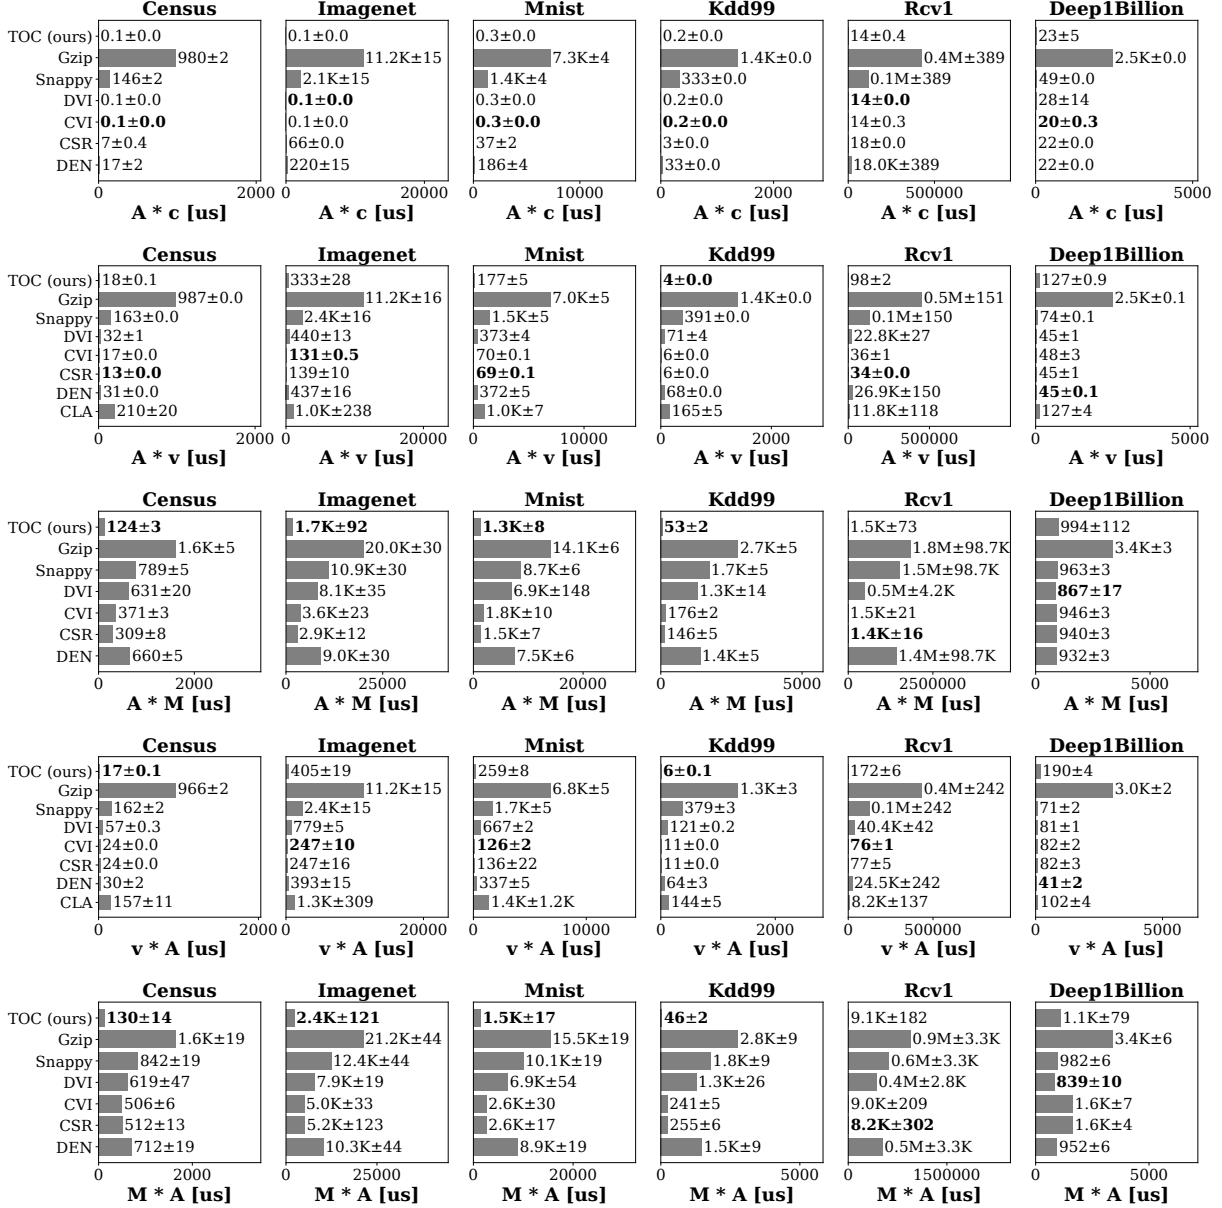 Census Imagenet Mnist Kdd99 Rcv1 Deep1Billion
TOC (ours) 0.1±0.0 0.1±0.0 0.3±0.0 0.2±0.0 14±0.4 23±5
Gzip 980±2 11.2K±15 7.3K±4 1.4K±0.0 0.4M±389 2.5K±0.0
Snappy 146±2 2.1K±15 1.4K±4 333±0.0 0.1M±389 49±0.0
DVI 0.1±0.0 0.1±0.0 0.3±0.0 0.2±0.0 14±0.0 28±14
CVI 0.1±0.0 0.1±0.0 0.3±0.0 0.2±0.0 14±0.3 20±0.3
CSR 7±0.4 66±0.0 37±2 3±0.0 18±0.0 22±0.0
DEN 17±2 220±15 186±4 33±0.0 18.0K±389 22±0.0
0 2000 0 20000 0 10000 0 2000 0 500000 0 5000
A * c [us] A * c [us] A * c [us] A * c [us] A * c [us] A * c [us]
Census Imagenet Mnist Kdd99 Rcv1 Deep1Billion
TOC (ours) 18±0.1 333±28 177±5 4±0.0 98±2 127±0.9
Gzip 987±0.0 11.2K±16 7.0K±5 1.4K±0.0 0.5M±151 2.5K±0.1
Snappy 163±0.0 2.4K±16 1.5K±5 391±0.0 0.1M±150 74±0.1
DVI 32±1 440±13 373±4 71±4 22.8K±27 45±1
CVI 17±0.0 131±0.5 70±0.1 6±0.0 36±1 48±3
CSR 13±0.0 139±10 69±0.1 6±0.0 34±0.0 45±1
DEN 31±0.0 437±16 372±5 68±0.0 26.9K±150 45±0.1
CLA 210±20 1.0K±238 1.0K±7 165±5 11.8K±118 127±4
0 2000 0 20000 0 10000 0 2000 0 500000 0 5000
A * v [us] A * v [us] A * v [us] A * v [us] A * v [us] A * v [us]
Census Imagenet Mnist Kdd99 Rcv1 Deep1Billion
TOC (ours) 124±3 1.7K±92 1.3K±8 53±2 1.5K±73 994±112
Gzip 1.6K±5 20.0K±30 14.1K±6 2.7K±5 1.8M±98.7K 3.4K±3
Snappy 789±5 10.9K±30 8.7K±6 1.7K±5 1.5M±98.7K 963±3
DVI 631±20 8.1K±35 6.9K±148 1.3K±14 0.5M±4.2K 867±17
CVI 371±3 3.6K±23 1.8K±10 176±2 1.5K±21 946±3
CSR 309±8 2.9K±12 1.5K±7 146±5 1.4K±16 940±3
DEN 660±5 9.0K±30 7.5K±6 1.4K±5 1.4M±98.7K 932±3
0 2000 0 25000 0 20000 0 5000 0 2500000 0 5000
A * M [us] A * M [us] A * M [us] A * M [us] A * M [us] A * M [us]
Census Imagenet Mnist Kdd99 Rcv1 Deep1Billion
TOC (ours) 17±0.1 405±19 259±8 6±0.1 172±6 190±4
Gzip 966±2 11.2K±15 6.8K±5 1.3K±3 0.4M±242 3.0K±2
Snappy 162±2 2.4K±15 1.7K±5 379±3 0.1M±242 71±2
DVI 57±0.3 779±5 667±2 121±0.2 40.4K±42 81±1
CVI 24±0.0 247±10 126±2 11±0.0 76±1 82±2
CSR 24±0.0 247±16 136±22 11±0.0 77±5 82±3
DEN 30±2 393±15 337±5 64±3 24.5K±242 41±2
CLA 157±11 1.3K±309 1.4K±1.2K 144±5 8.2K±137 102±4
0 2000 0 20000 0 10000 0 2000 0 500000 0 5000
v * A [us] v * A [us] v * A [us] v * A [us] v * A [us] v * A [us]
Census Imagenet Mnist Kdd99 Rcv1 Deep1Billion
TOC (ours) 130±14 2.4K±121 1.5K±17 46±2 9.1K±182 1.1K±79
Gzip 1.6K±19 21.2K±44 15.5K±19 2.8K±9 0.9M±3.3K 3.4K±6
Snappy 842±19 12.4K±44 10.1K±19 1.8K±9 0.6M±3.3K 982±6
DVI 619±47 7.9K±19 6.9K±54 1.3K±26 0.4M±2.8K 839±10
CVI 506±6 5.0K±33 2.6K±30 241±5 9.0K±209 1.6K±7
CSR 512±13 5.2K±123 2.6K±17 255±6 8.2K±302 1.6K±4
DEN 712±19 10.3K±44 8.9K±19 1.5K±9 0.5M±3.3K 952±6
0 2000 0 25000 0 20000 0 5000 0 1500000 0 5000
M * A [us] M * A [us] M * A [us] M * A [us] M * A [us] M * A [us]